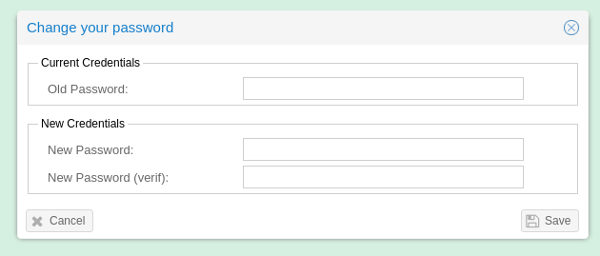 Change your password
Current Credentials
Old Password:
New Credentials
New Password:
New Password (verif):
Cancel
Save